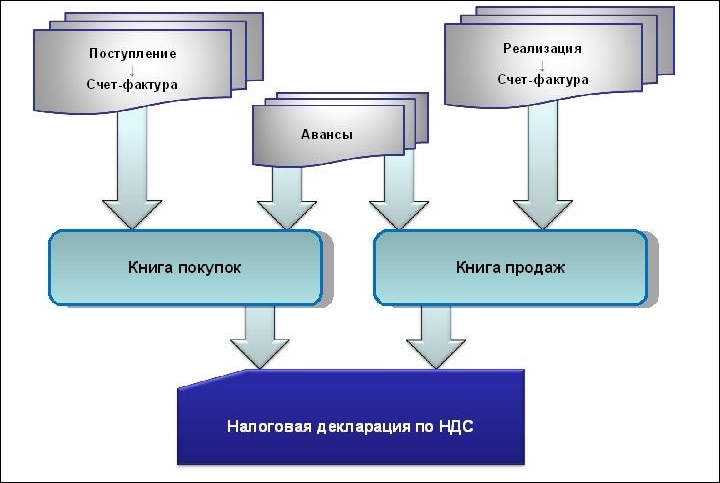 Поступление
↓
Счет-фактура
Реализация
↓
Счет-фактура
Авансы
Книга покупок
Книга продаж
Налоговая декларация по НДС